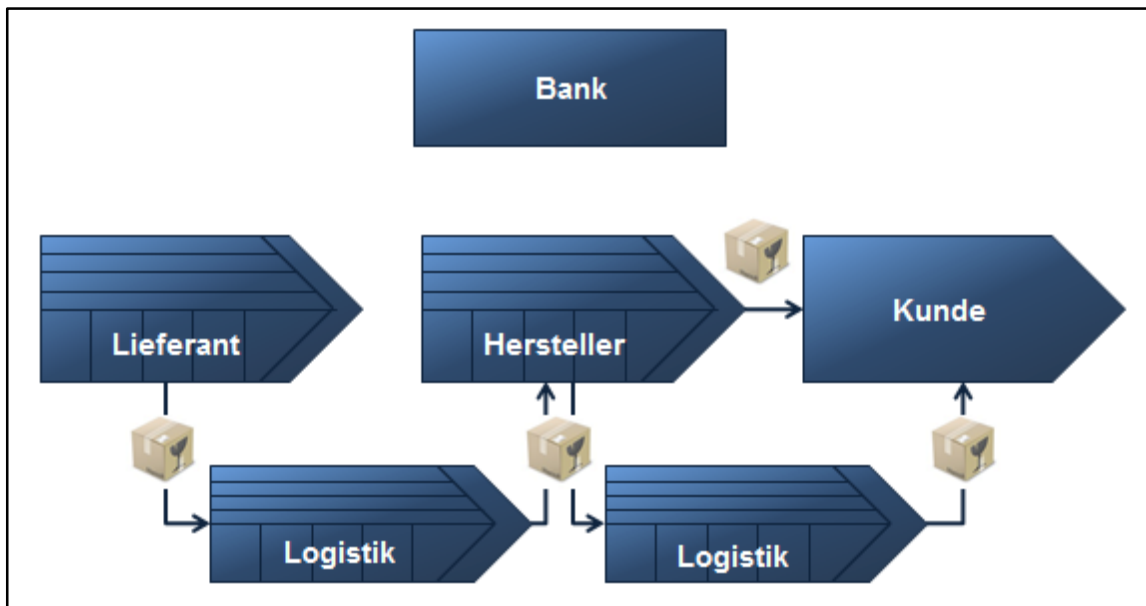 Bank
Lieferant
Hersteller
Kunde
Logistik
Logistik